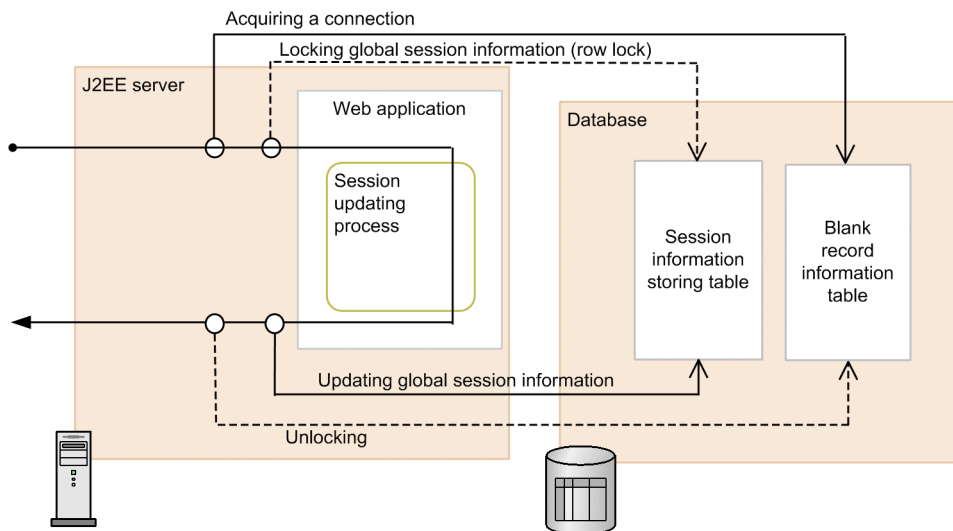 Acquiring a connection
Locking global session information (row lock)
J2EE server
Web application
Database
Session
updating
process
Session
information
storing table
Blank
record
information
table
Updating global session information
Unlocking